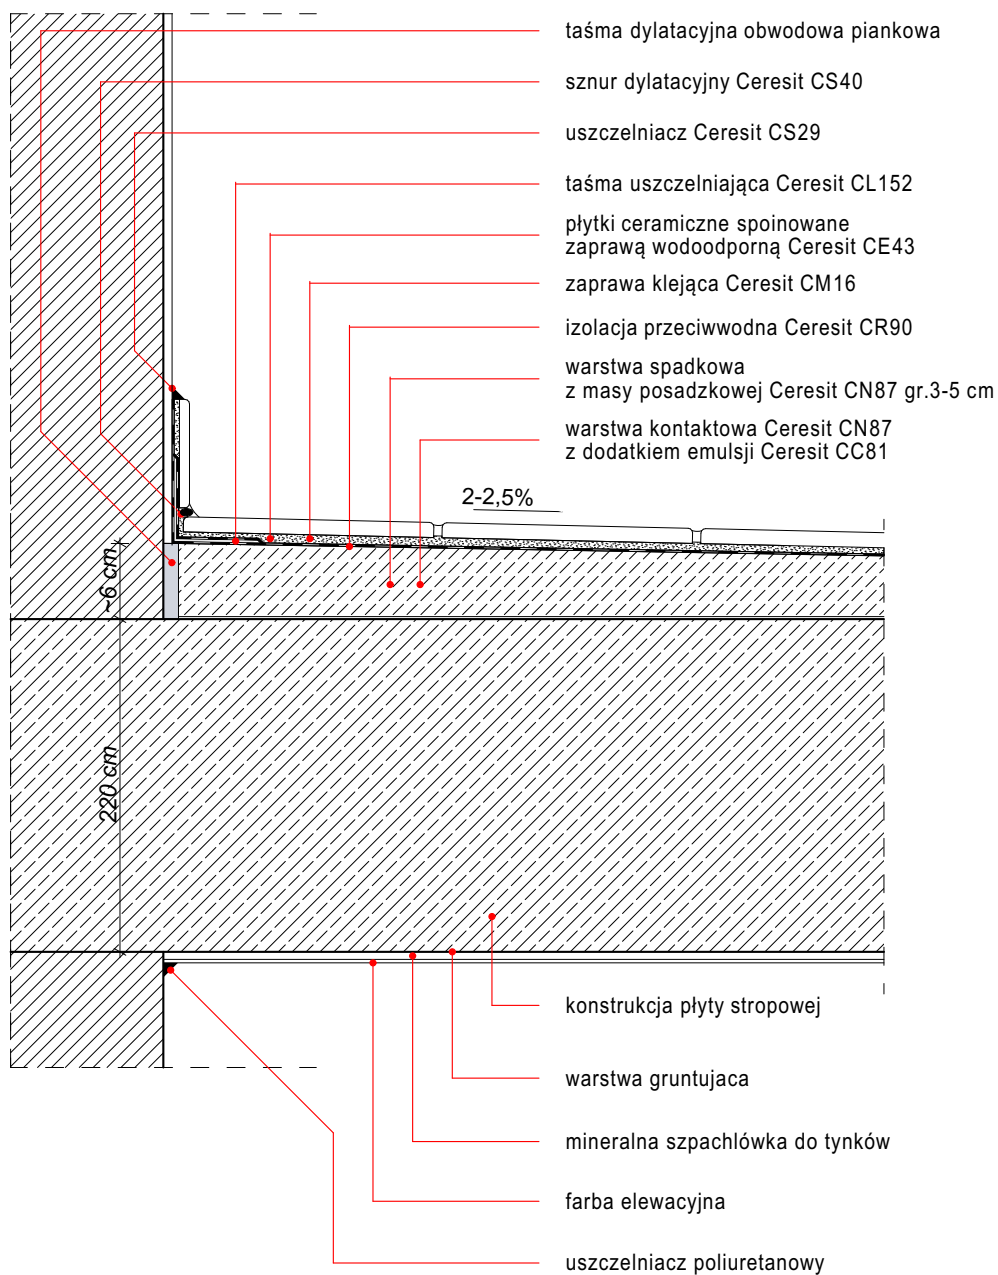 taśma dylatacyjna obwodowa piankowa
sznur dylatacyjny Ceresit CS40
uszczelniacz Ceresit CS29
taśma uszczelniająca Ceresit CL152
płytki ceramiczne spoinowane
zaprawą wodoodporną Ceresit CE43
zaprawa klejąca Ceresit CM16
izolacja przeciwwodna Ceresit CR90
warstwa spadkowa
z masy posadzkowej Ceresit CN87 gr.3-5 cm
warstwa kontaktowa Ceresit CN87
z dodatkiem emulsji Ceresit CC81
2-2,5%
~6 cm
220 cm
konstrukcja płyty stropowej
warstwa gruntujaca
mineralna szpachlówka do tynków
farba elewacyjna
uszczelniacz poliuretanowy